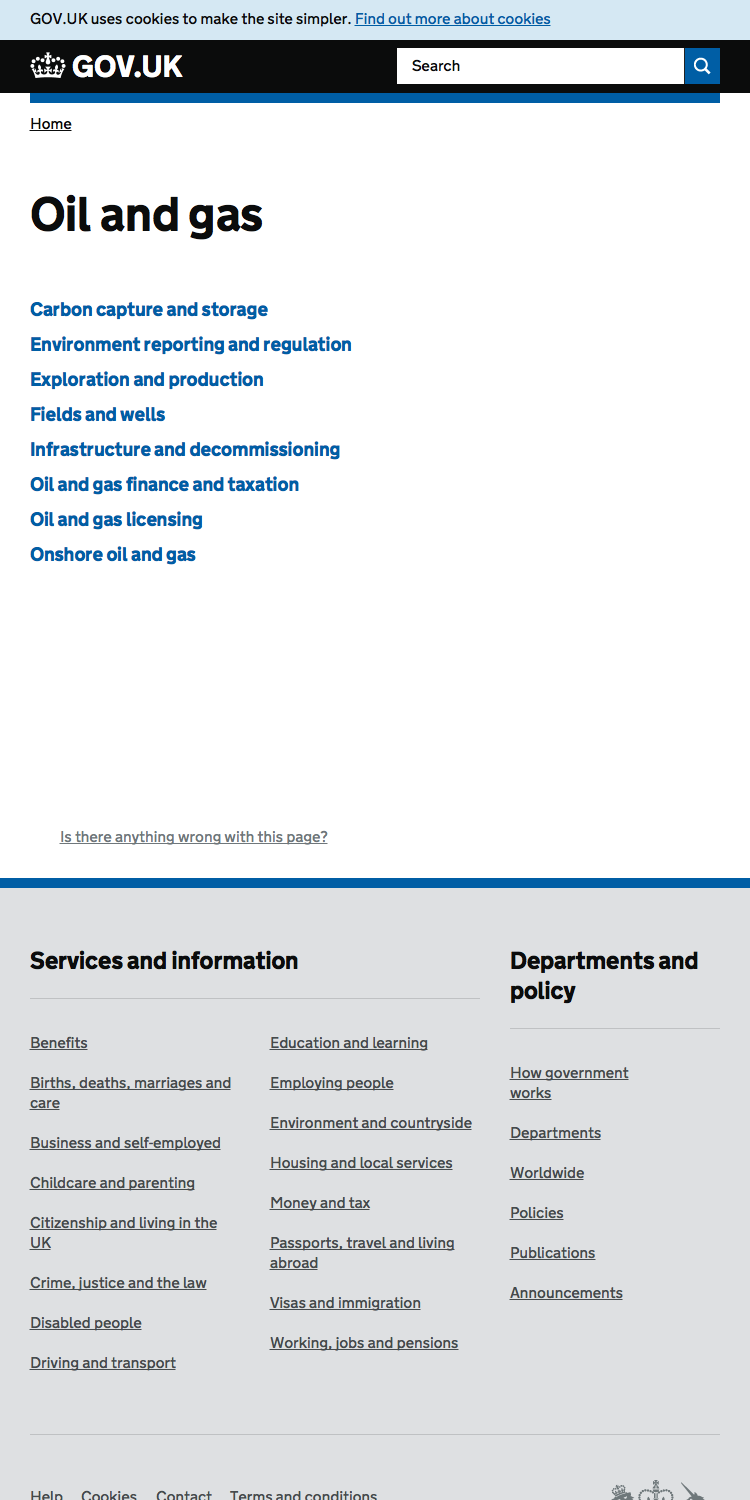 GOV.UK uses cookies to make the site simpler. Find out more about cookies
GOV.UK
Search
Home
Oil and gas
Carbon capture and storage
Environment reporting and regulation
Exploration and production
Fields and wells
Infrastructure and decommissioning
Oil and gas finance and taxation
Oil and gas licensing
Onshore oil and gas
Is there anything wrong with this page?
Services and information
Benefits
Births, deaths, marriages and
care
Business and self-employed
Childcare and parenting
Citizenship and living in the
UK
Crime, justice and the law
Disabled people
Driving and transport
Education and learning
Employing people
Environment and countryside
Housing and local services
Money and tax
Passports, travel and living
abroad
Visas and immigration
Working, jobs and pensions
Departments and
policy
How government
works
Departments
Worldwide
Policies
Publications
Announcements
Help Cookies Contact Terms and conditions